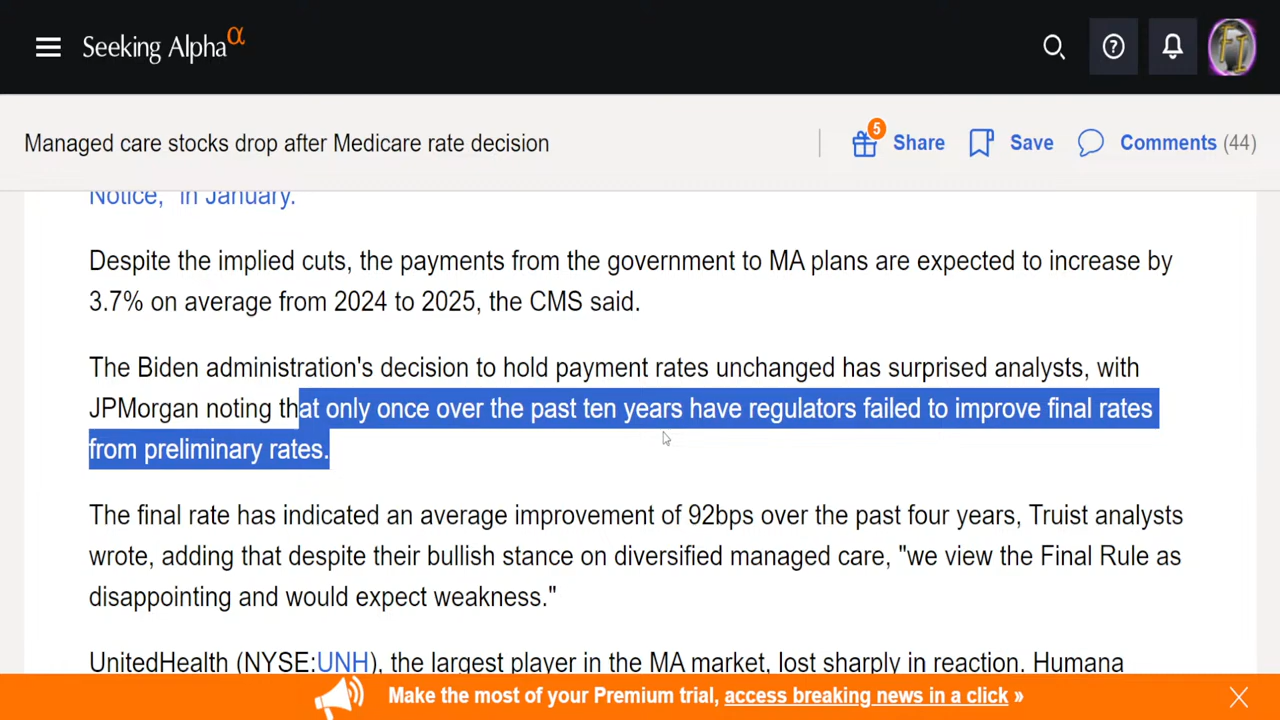 Seeking Alpha α
Managed care stocks drop after Medicare rate decision
5
Share
Save
Comments (44)
Notice," in January.
Despite the implied cuts, the payments from the government to MA plans are expected to increase by
3.7% on average from 2024 to 2025, the CMS said.
The Biden administration's decision to hold payment rates unchanged has surprised analysts, with
JPMorgan noting that only once over the past ten years have regulators failed to improve final rates
from preliminary rates.
The final rate has indicated an average improvement of 92bps over the past four years, Truist analysts
wrote, adding that despite their bullish stance on diversified managed care, "we view the Final Rule as
disappointing and would expect weakness."
UnitedHealth (NYSE:UNH), the largest player in the MA market, lost sharply in reaction. Humana
Make the most of your Premium trial, access breaking news in a click »